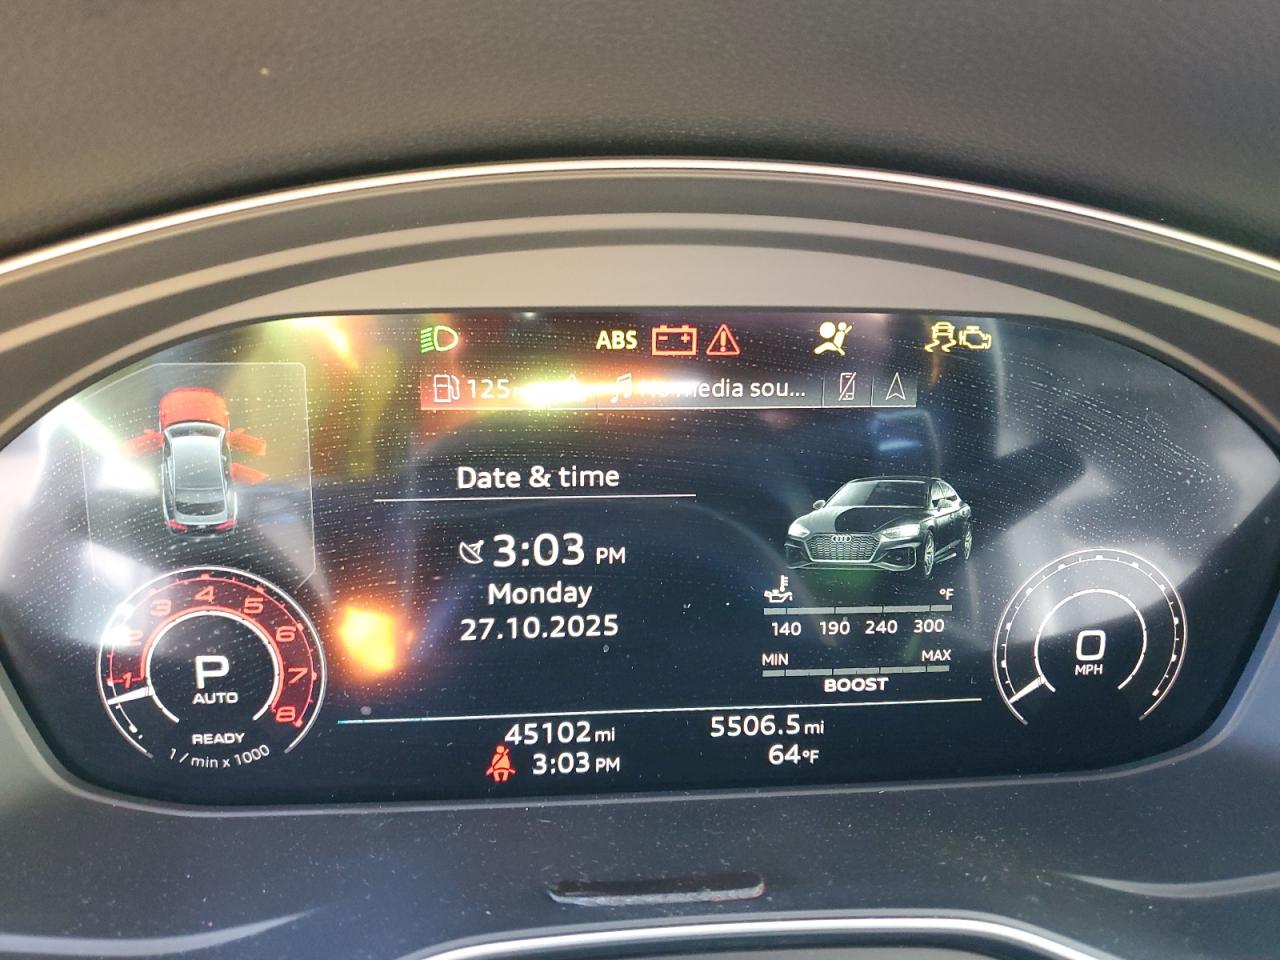 ABS
125
No media sou...
Date & time
3:03 PM
Monday
27.10.2025
°F
140 190 240 300
MIN MAX
BOOST
1 2 3 4 5 6 7 8
P
AUTO
READY
1 / min x 1000
0
MPH
45102 mi
5506.5 mi
3:03 PM
64°F